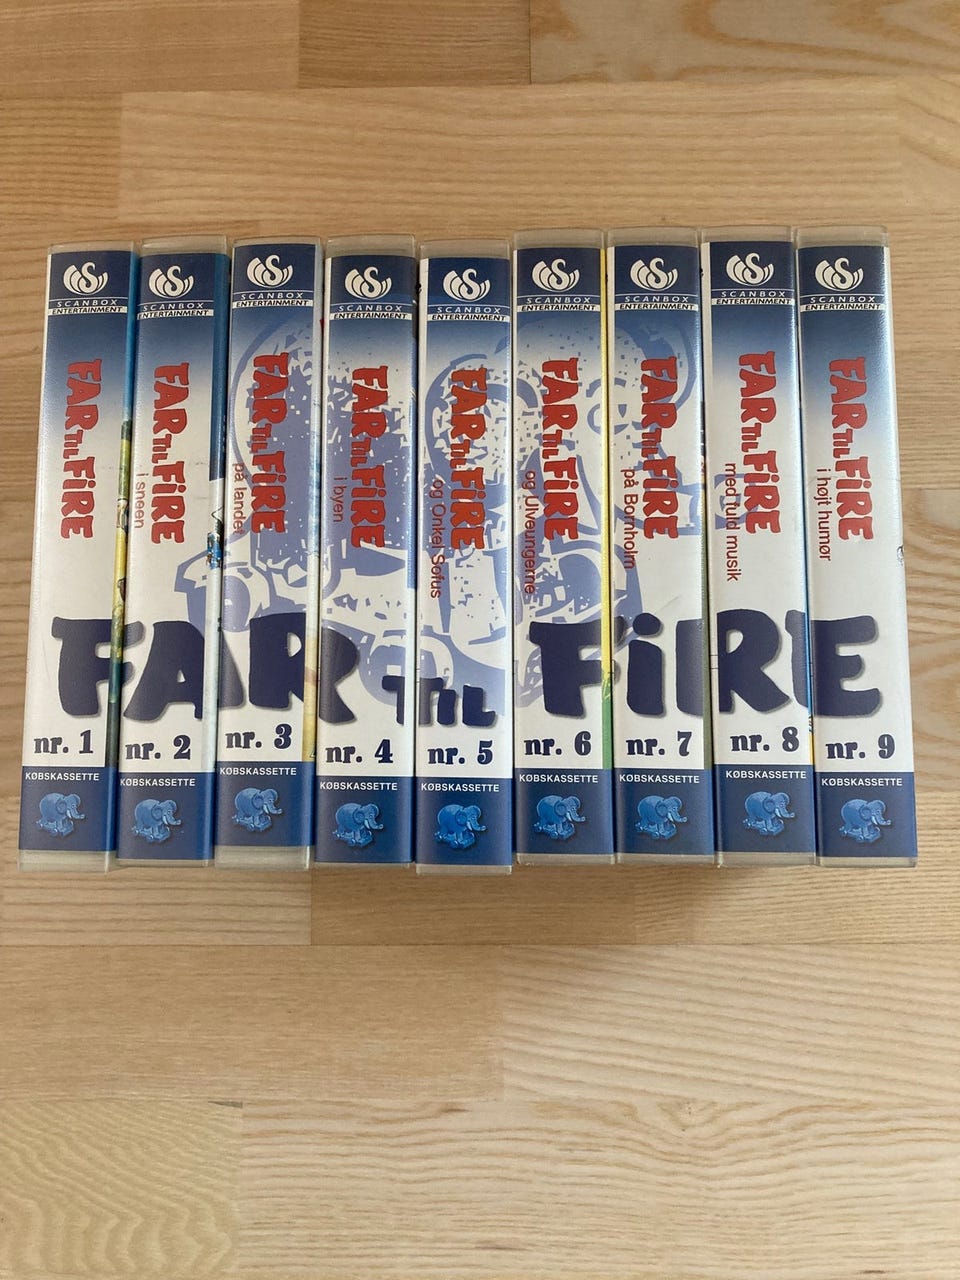 SCANBOX
ENTERTAINMENT
FAR TIL FiRE
nr. 1
KØBSKASSETTE
SCANBOX
ENTERTAINMENT
FAR TIL FiRE
i sneen
nr. 2
KØBSKASSETTE
SCANBOX
ENTERTAINMENT
FAR TIL FiRE
på landet
nr. 3
KØBSKASSETTE
SCANBOX
ENTERTAINMENT
FAR TIL FiRE
i byen
nr. 4
KØBSKASSETTE
SCANBOX
ENTERTAINMENT
FAR TIL FiRE
og Onkel Sofus
nr. 5
KØBSKASSETTE
SCANBOX
ENTERTAINMENT
FAR TIL FiRE
og Ulveungerne
nr. 6
KØBSKASSETTE
SCANBOX
ENTERTAINMENT
FAR TIL FiRE
på Bornholm
nr. 7
KØBSKASSETTE
SCANBOX
ENTERTAINMENT
FAR TIL FiRE
med fuld musik
nr. 8
KØBSKASSETTE
SCANBOX
ENTERTAINMENT
FAR TIL FiRE
i højt humør
nr. 9
KØBSKASSETTE
FAR TIL FiRE